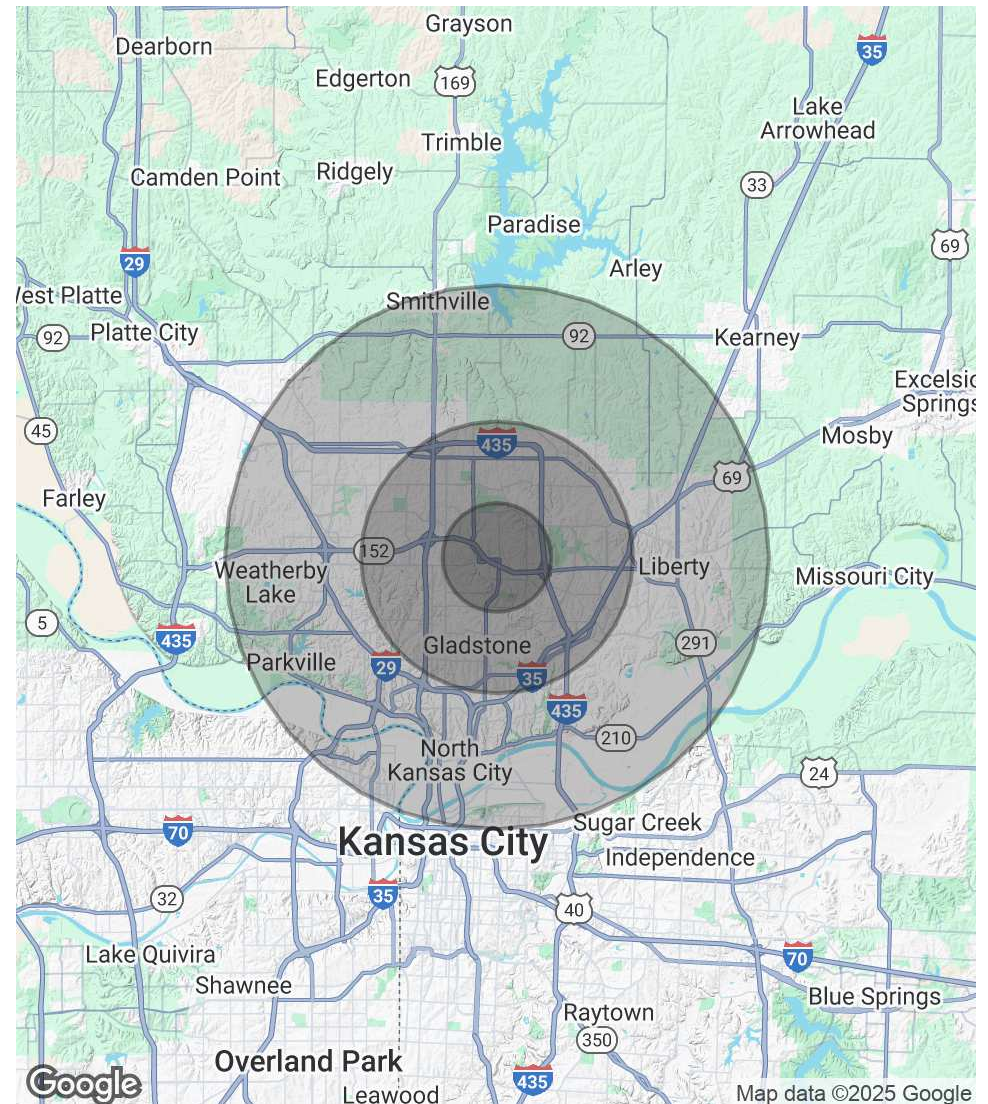 Grayson
Dearborn
35
Edgerton
169
Lake
Arrowhead
Trimble
Ridgely
Camden Point
33
Paradise
69
29
Arley
West Platte
Smithville
92
Platte City
92
Kearney
Excelsio
Springs
45
Mosby
435
69
Farley
152
Weatherby
Lake
Liberty
Missouri City
5
435
291
Gladstone
Parkville
29
35
435
210
North
Kansas City
24
Sugar Creek
70
Kansas City
Independence
35
32
40
Lake Quivira
70
Shawnee
Blue Springs
Raytown
350
Overland Park
435
Leawood
Google
Map data ©2025 Google